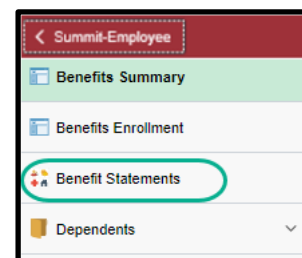 Summit-Employee
Benefits Summary
Benefits Enrollment
Benefit Statements
Dependents